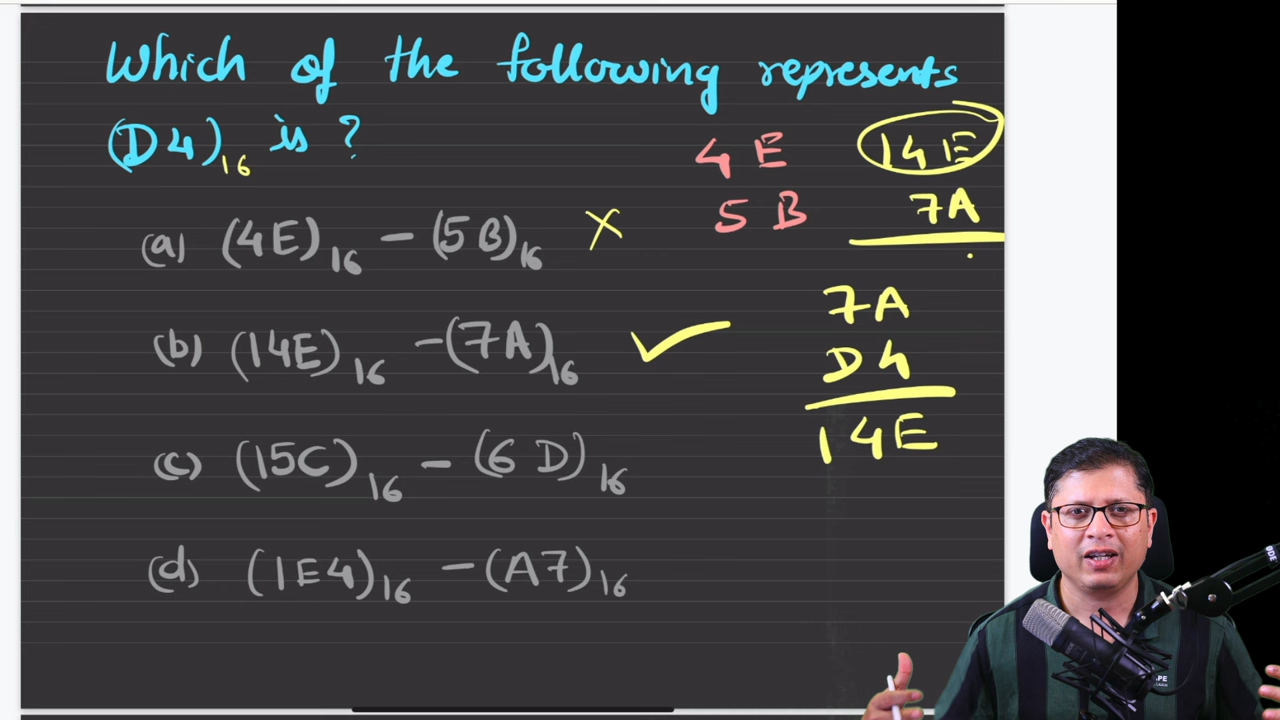 Which of the following represents
(D4)16 is ?
4E
5B
14E
7A
(a) (4E)16 - (5B)16 ×
7A
D4
14E
(b) (14E)16 - (7A)16 ✓
(c) (15C)16 - (6D)16
(d) (1E4)16 - (A7)16